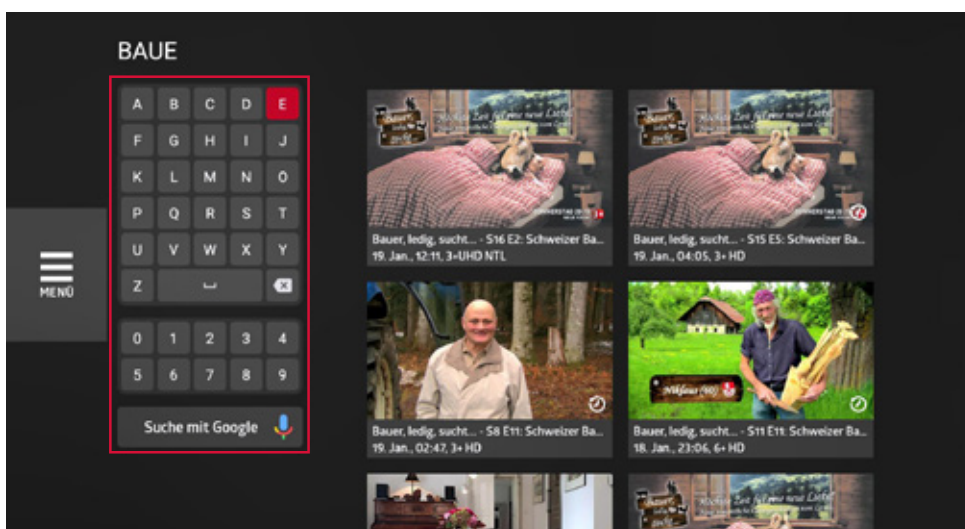 BAUE
A B C D E
F G H I J
K L M N O
P Q R S T
U V W X Y
Z
0 1 2 3 4
5 6 7 8 9
Suche mit Google
MENÜ
Bauer, ledig, sucht... - S16 E2: Schweizer Ba...
19. Jan., 12:11, 3+UHD NTL
Bauer, ledig, sucht... - S15 E5: Schweizer Ba...
19. Jan., 04:05, 3+ HD
Bauer, ledig, sucht... - S8 E11: Schweizer Ba...
19. Jan., 02:47, 3+ HD
Niklaus (60)
Bauer, ledig, sucht... - S11 E11: Schweizer Ba...
18. Jan., 23:06, 6+ HD